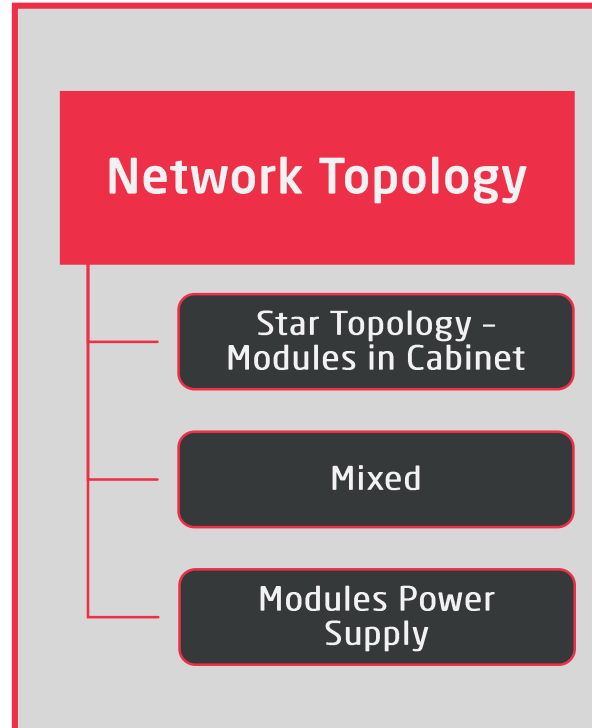 Network Topology
Star Topology –
Modules in Cabinet
Mixed
Modules Power
Supply